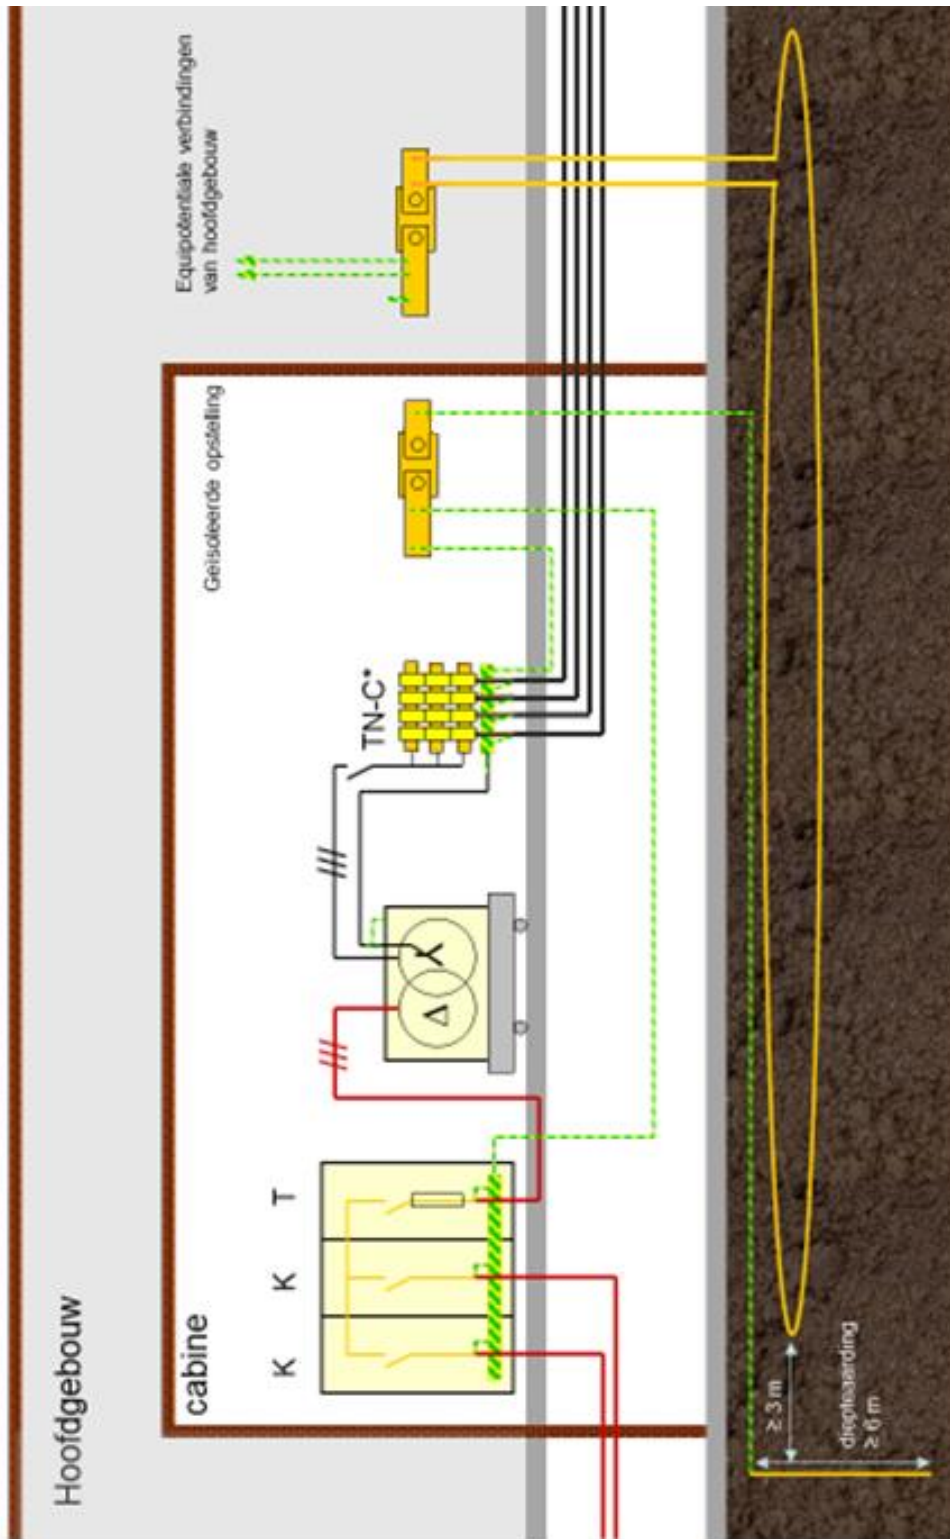 Hoofdgebouw
cabine
K
K
T
Δ
Y
TN-C*
Geïsoleerde opstelling
Equipotentiale verbindingen
van hoofdgebouw
≥ 3 m
diepteaarding
≥ 6 m